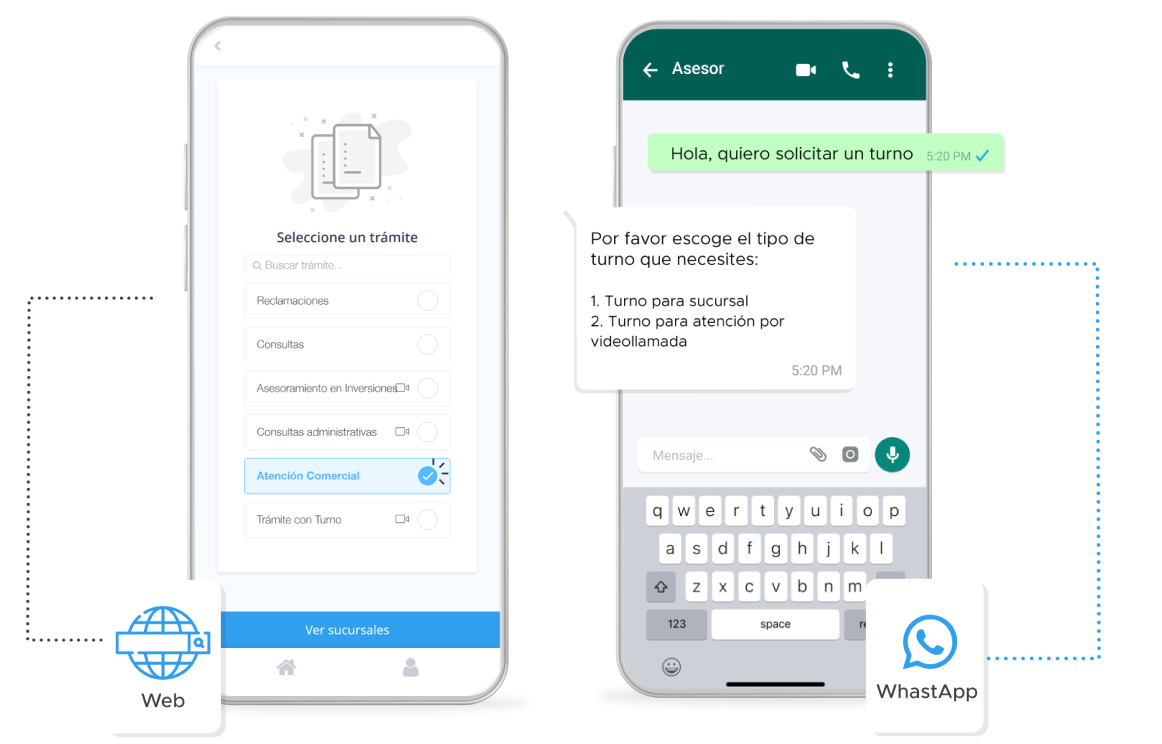 Seleccione un trámite
Buscar trámite...
Reclamaciones
Consultas
Asesoramiento en Inversiones
Consultas administrativas
Atención Comercial
Trámite con Turno
Ver sucursales
Web
Asesor
Hola, quiero solicitar un turno 5:20 PM
Por favor escoge el tipo de
turno que necesites:
1. Turno para sucursal
2. Turno para atención por
videollamada
5:20 PM
Mensaje...
q w e r t y u i o p
a s d f g h j k l
z x c v b n m
123 space re
WhastApp